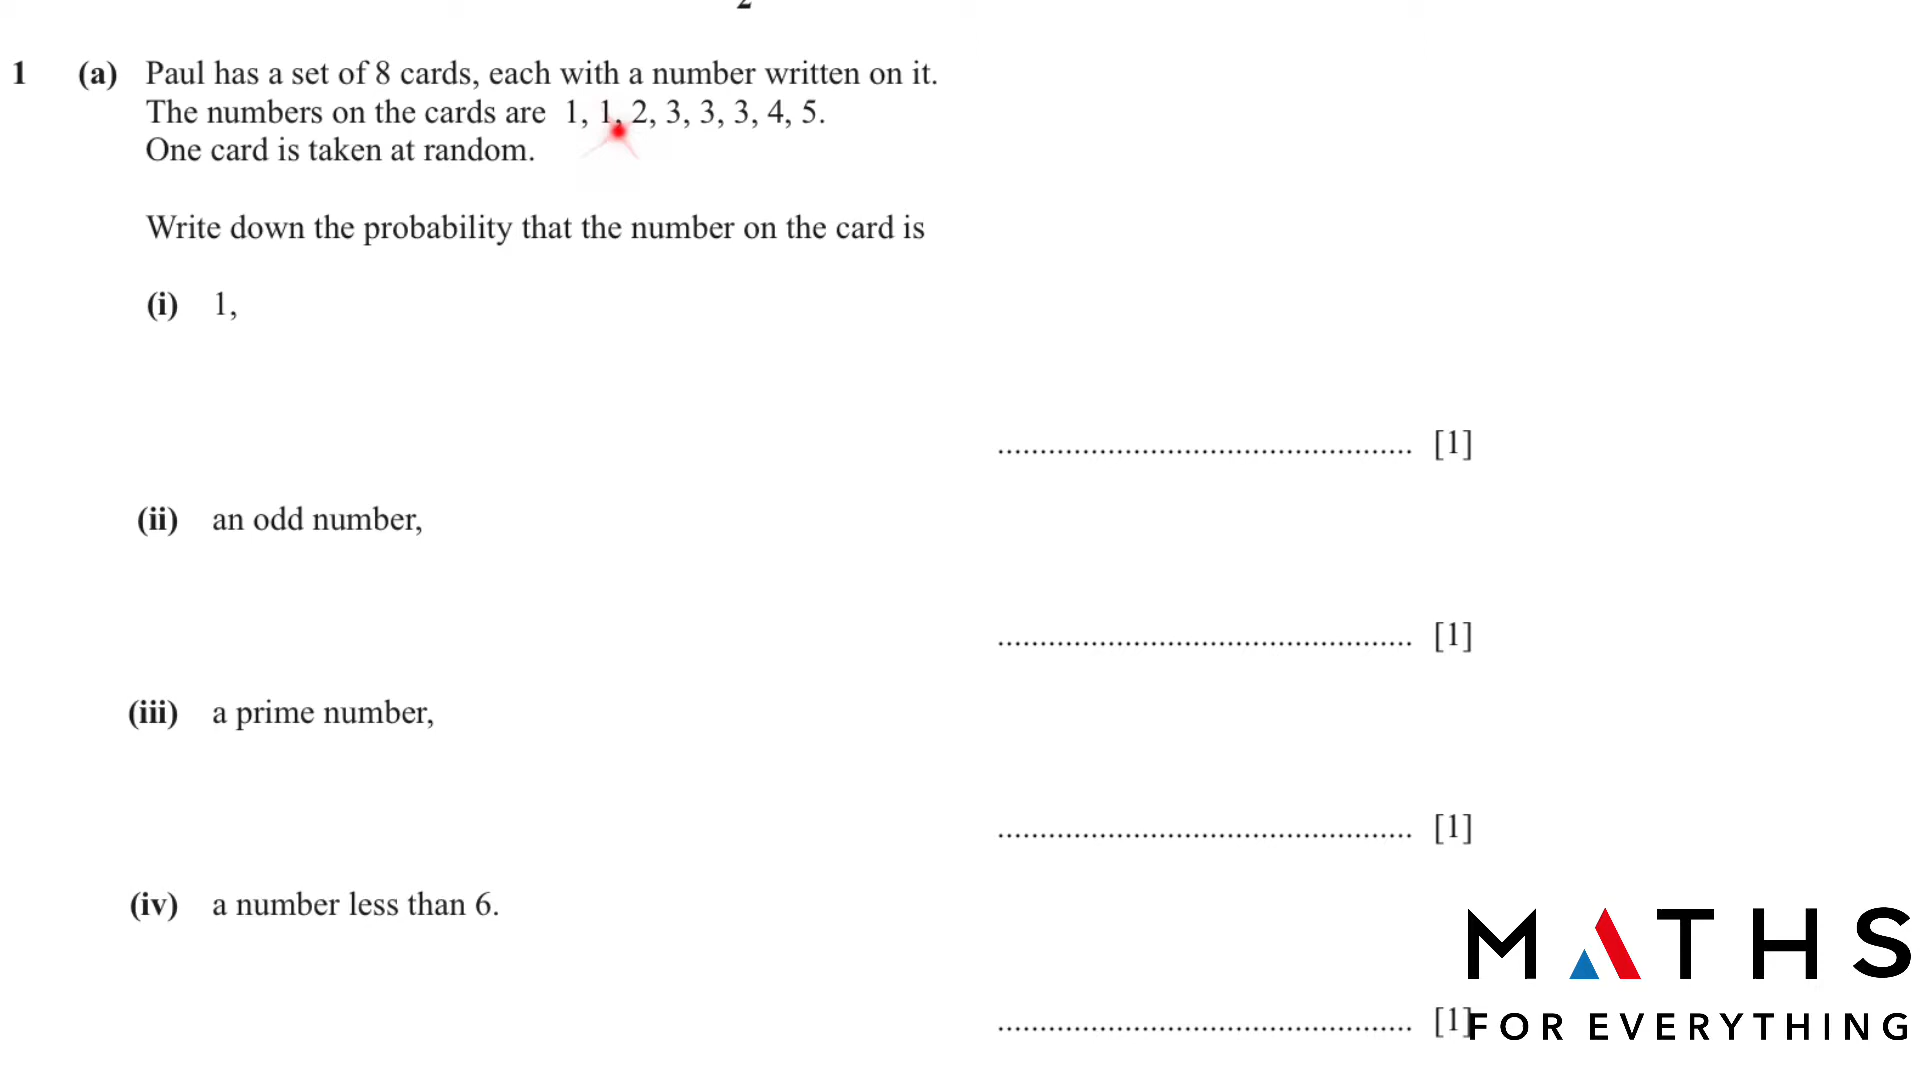 2
1 (a) Paul has a set of 8 cards, each with a number written on it.
The numbers on the cards are 1, 1, 2, 3, 3, 3, 4, 5.
One card is taken at random.
Write down the probability that the number on the card is
(i) 1,
................................................ [1]
(ii) an odd number,
................................................ [1]
(iii) a prime number,
................................................ [1]
(iv) a number less than 6.
................................................ [1]
MATHS
FOR EVERYTHING